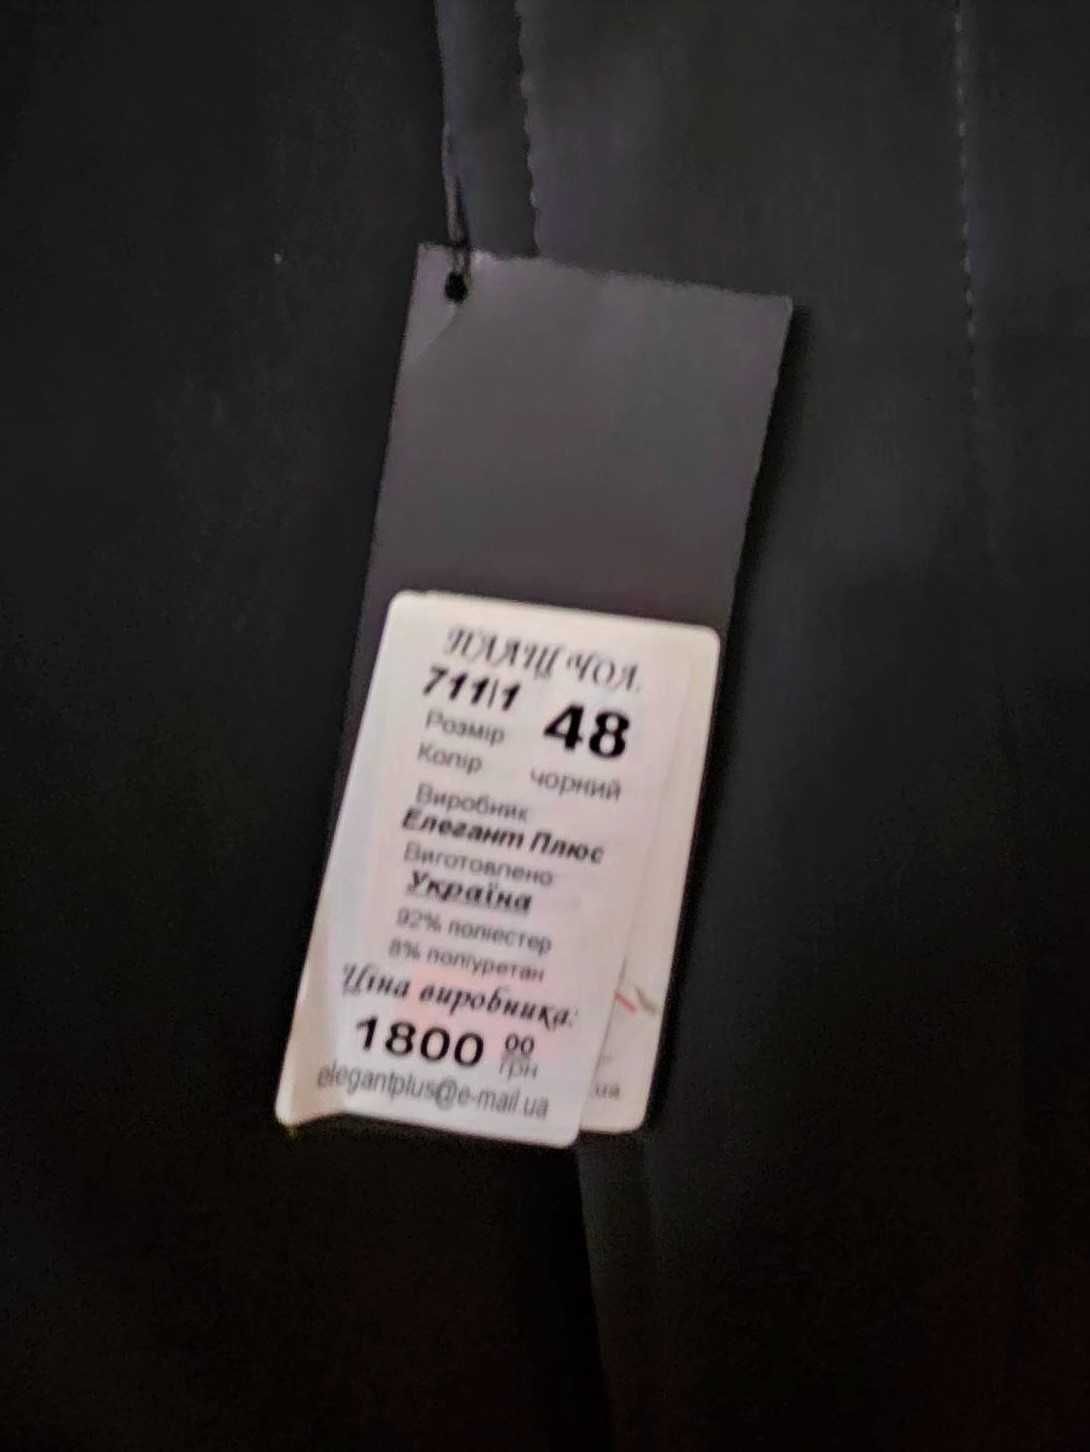 ПЛАЩ ЧОЛ.
711|1
Розмір 48
Колір чорний
Виробник
Елегант Плюс
Виготовлено
Україна
92% поліестер
8% поліуретан
Ціна виробника:
1800 00 грн
elegantplus@e-mail.ua
.ua